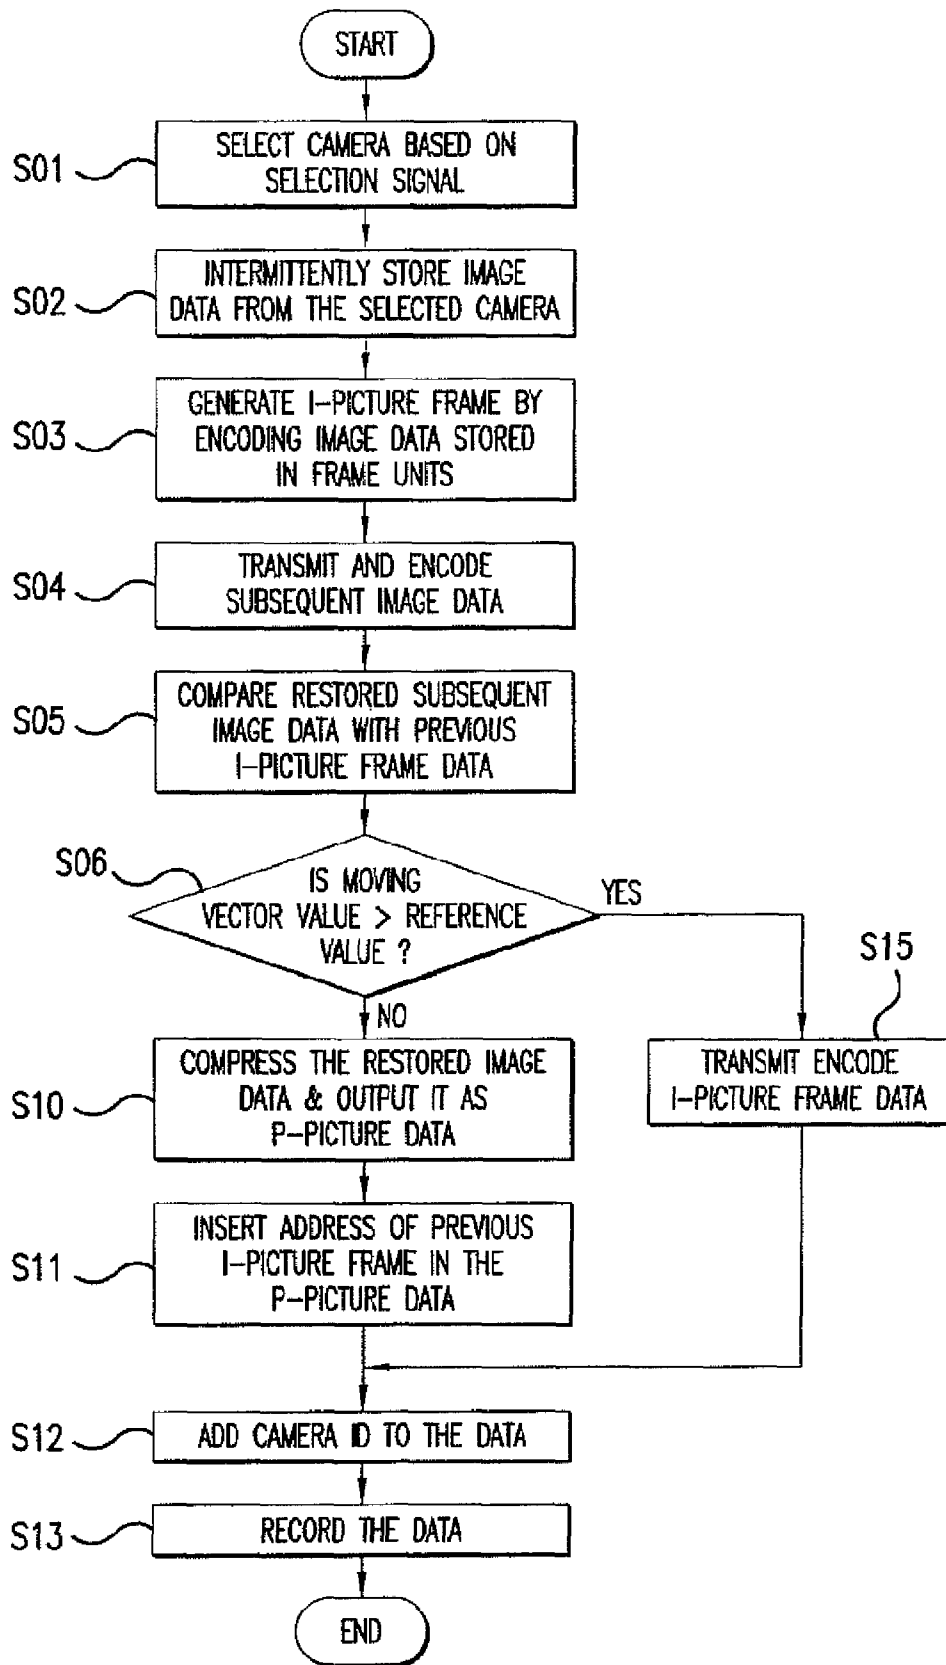 START
S01
SELECT CAMERA BASED ON
SELECTION SIGNAL
S02
INTERMITTENTLY STORE IMAGE
DATA FROM THE SELECTED CAMERA
S03
GENERATE I-PICTURE FRAME BY
ENCODING IMAGE DATA STORED
IN FRAME UNITS
S04
TRANSMIT AND ENCODE
SUBSEQUENT IMAGE DATA
S05
COMPARE RESTORED SUBSEQUENT
IMAGE DATA WITH PREVIOUS
I-PICTURE FRAME DATA
S06
IS MOVING
VECTOR VALUE > REFERENCE
VALUE ?
YES
NO
S15
TRANSMIT ENCODE
I-PICTURE FRAME DATA
S10
COMPRESS THE RESTORED IMAGE
DATA & OUTPUT IT AS
P-PICTURE DATA
S11
INSERT ADDRESS OF PREVIOUS
I-PICTURE FRAME IN THE
P-PICTURE DATA
S12
ADD CAMERA ID TO THE DATA
S13
RECORD THE DATA
END